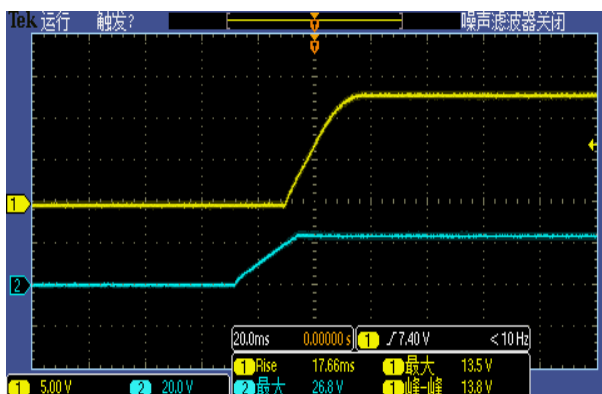 Tek 运行 触发? 噪声滤波器关闭
1
2
20.0ms 0.00000 s 1 7.40 V < 10 Hz
1 Rise 17.66ms 1 最大 13.5 V
1 5.00 V 2 20.0 V 2 最大 26.8 V 1 峰-峰 13.8 V